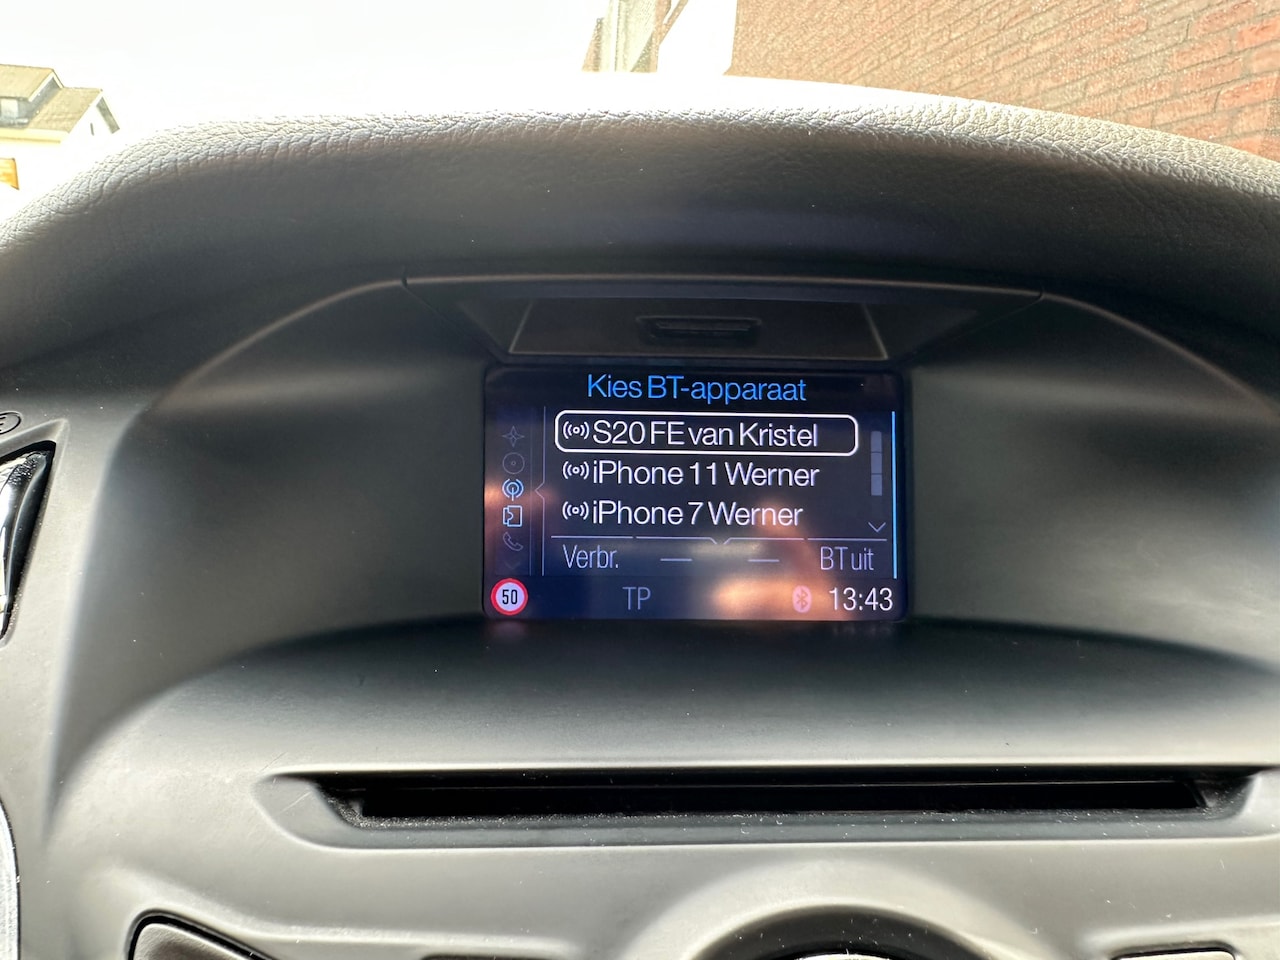 Kies BT-apparaat
S20 FE van Kristel
iPhone 11 Werner
iPhone 7 Werner
Verbr. BT uit
50 TP 13:43